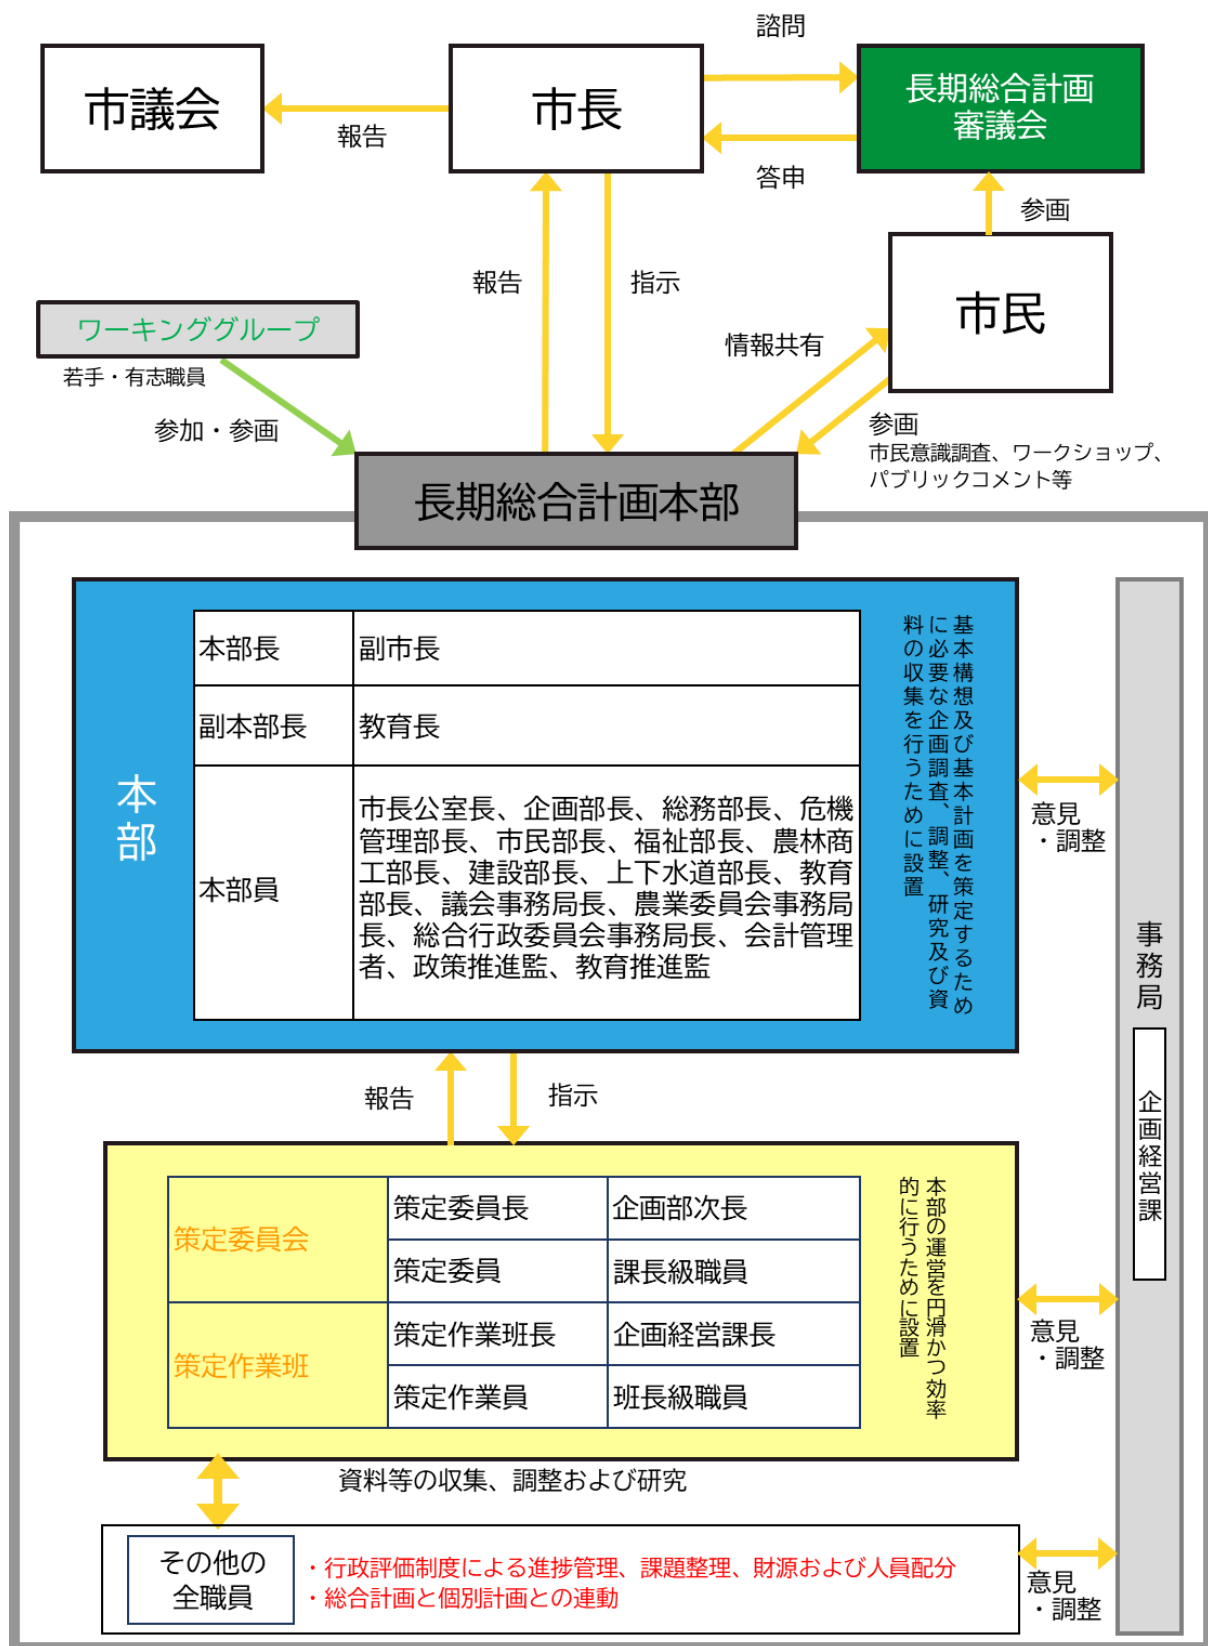 諮問
市議会
市長
長期総合計画
審議会
報告
答申
参画
市民
報告
指示
情報共有
ワーキンググループ
若手・有志職員
参加・参画
参画
市民意識調査、ワークショップ、
パブリックコメント等
長期総合計画本部
本部
本部長
副市長
副本部長
教育長
本部員
市長公室長、企画部長、総務部長、危機
管理部長、市民部長、福祉部長、農林商
工部長、建設部長、上下水道部長、教育
部長、議会事務局長、農業委員会事務局
長、総合行政委員会事務局長、会計管理
者、政策推進監、教育推進監
基本構想及び基本計画を策定するため
に必要な企画調査、調整、研究及び資
料の収集を行うために設置
意見
・調整
事務局
企画経営課
報告
指示
策定委員会
策定委員長
企画部次長
策定委員
課長級職員
策定作業班
策定作業班長
企画経営課長
策定作業員
班長級職員
本部の運営を円滑かつ効率
的に行うために設置
意見
・調整
資料等の収集、調整および研究
その他の
全職員
・行政評価制度による進捗管理、課題整理、財源および人員配分
・総合計画と個別計画との連動
意見
・調整